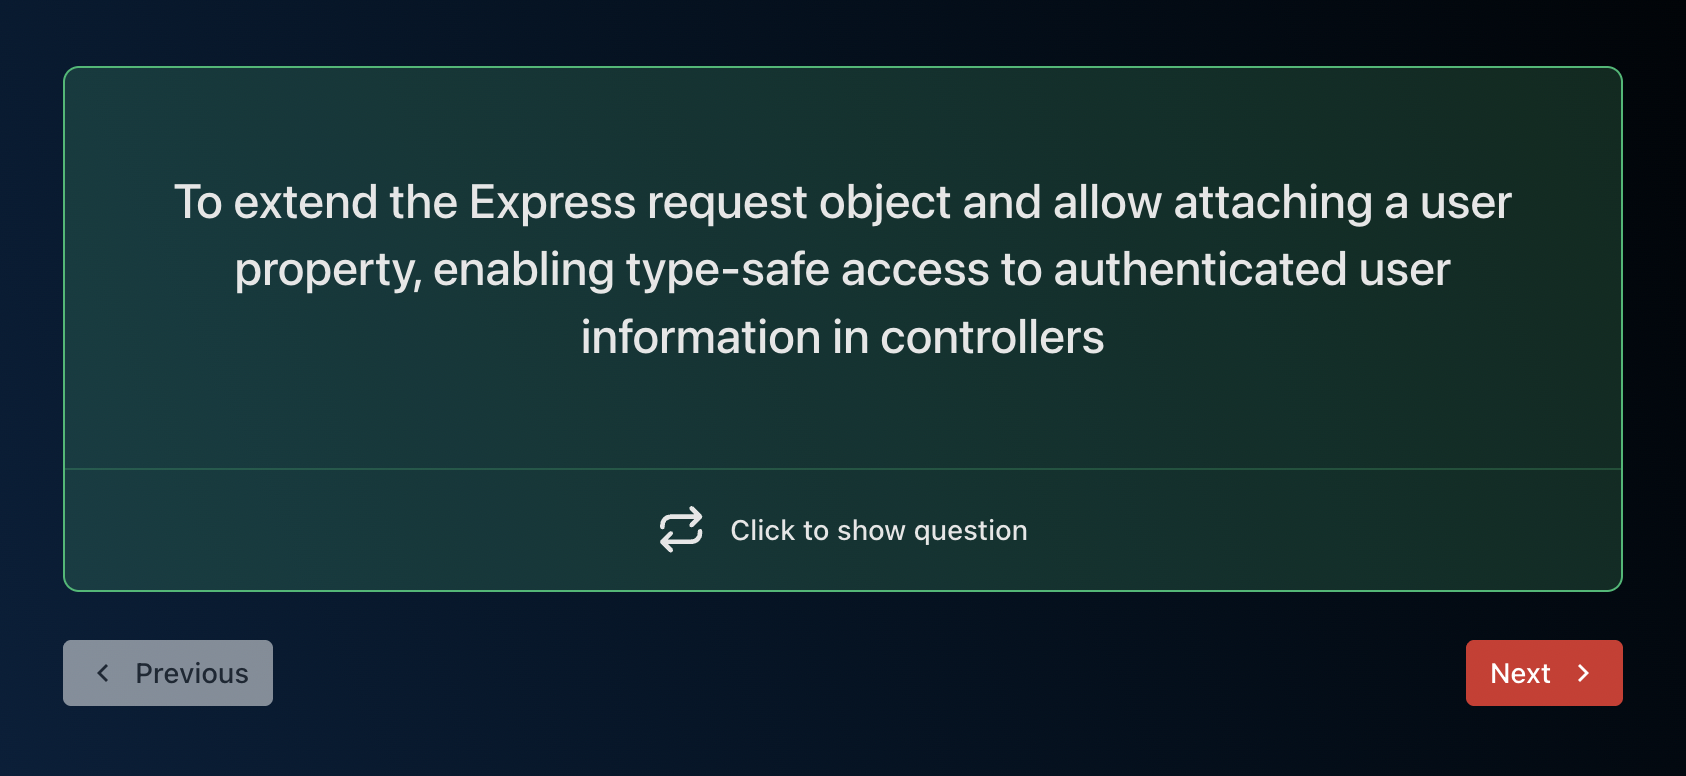 To extend the Express request object and allow attaching a user
property, enabling type-safe access to authenticated user
information in controllers
Click to show question
Previous
Next